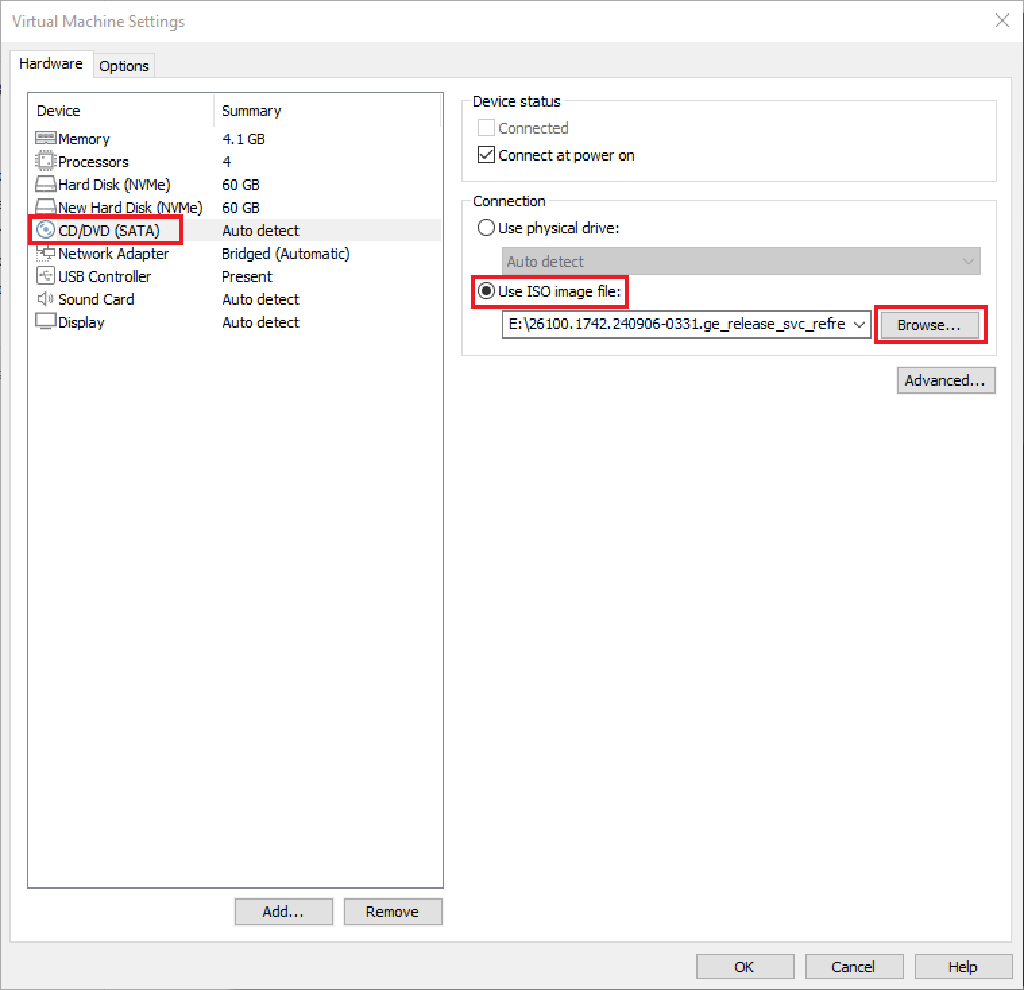 Virtual Machine Settings
Hardware
Options
Device Summary
Memory 4.1 GB
Processors 4
Hard Disk (NVMe) 60 GB
New Hard Disk (NVMe) 60 GB
CD/DVD (SATA) Auto detect
Network Adapter Bridged (Automatic)
USB Controller Present
Sound Card Auto detect
Display Auto detect
Add...
Remove
Device status
Connected
Connect at power on
Connection
Use physical drive:
Auto detect
Use ISO image file:
E:\26100.1742.240906-0331.ge_release_svc_refre
Browse...
Advanced...
OK
Cancel
Help